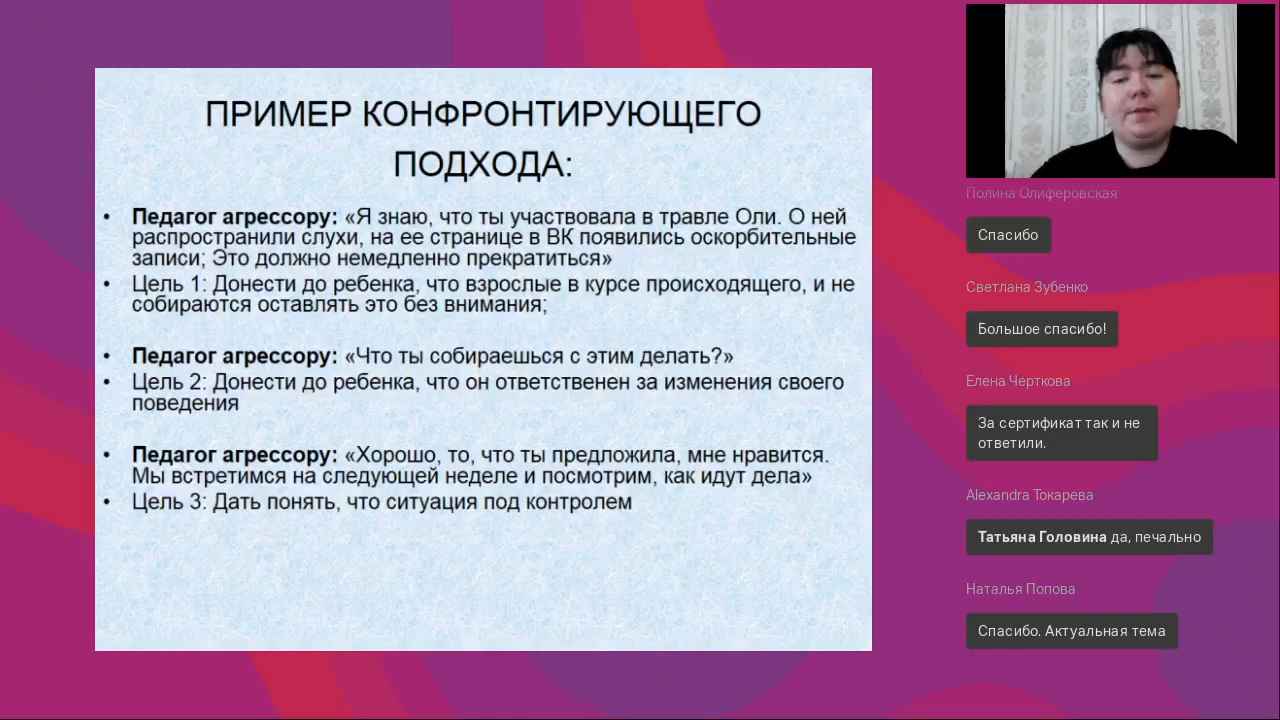 ПРИМЕР КОНФРОНТИРУЮЩЕГО
ПОДХОДА:
• Педагог агрессору: «Я знаю, что ты участвовала в травле Оли. О ней
распространили слухи, на ее странице в ВК появились оскорбительные
записи; Это должно немедленно прекратиться»
• Цель 1: Донести до ребенка, что взрослые в курсе происходящего, и не
собираются оставлять это без внимания;
• Педагог агрессору: «Что ты собираешься с этим делать?»
• Цель 2: Донести до ребенка, что он ответственен за изменения своего
поведения
• Педагог агрессору: «Хорошо, то, что ты предложила, мне нравится.
Мы встретимся на следующей неделе и посмотрим, как идут дела»
• Цель 3: Дать понять, что ситуация под контролем
Полина Олиферовская
Спасибо
Светлана Зубенко
Большое спасибо!
Елена Черткова
За сертификат так и не
ответили.
Alexandra Токарева
Татьяна Головина да, печально
Наталья Попова
Спасибо. Актуальная тема